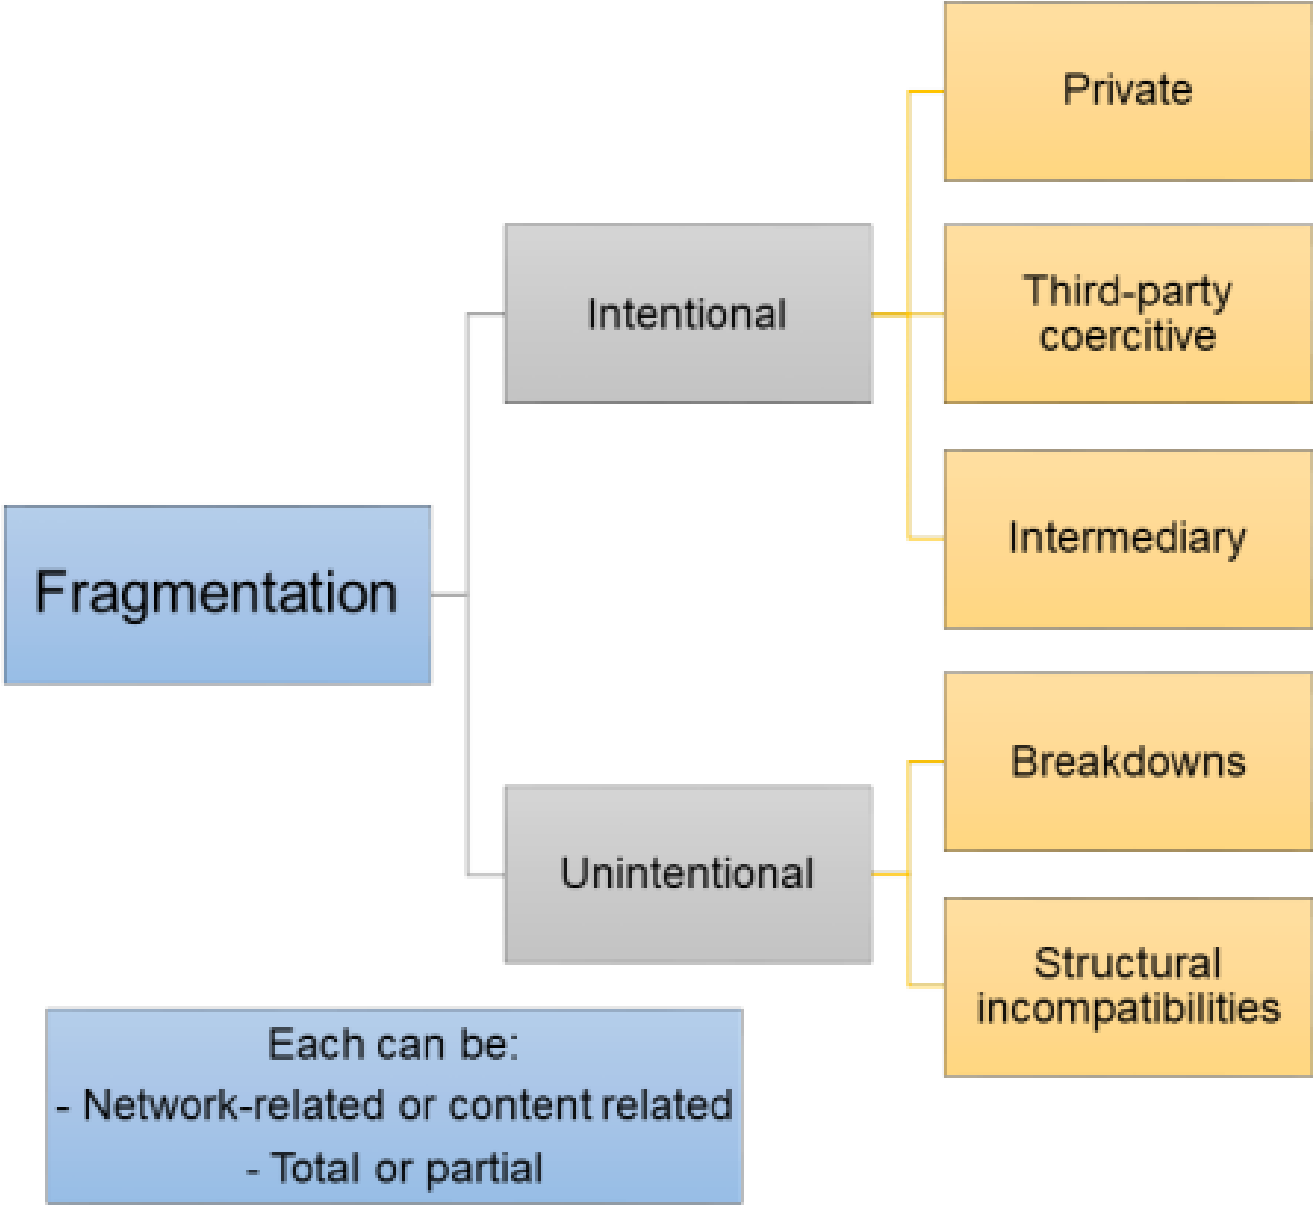 Private
Intentional
Third-party
coercitive
Intermediary
Fragmentation
Breakdowns
Unintentional
Structural
incompatibilities
Each can be:
- Network-related or content related
- Total or partial